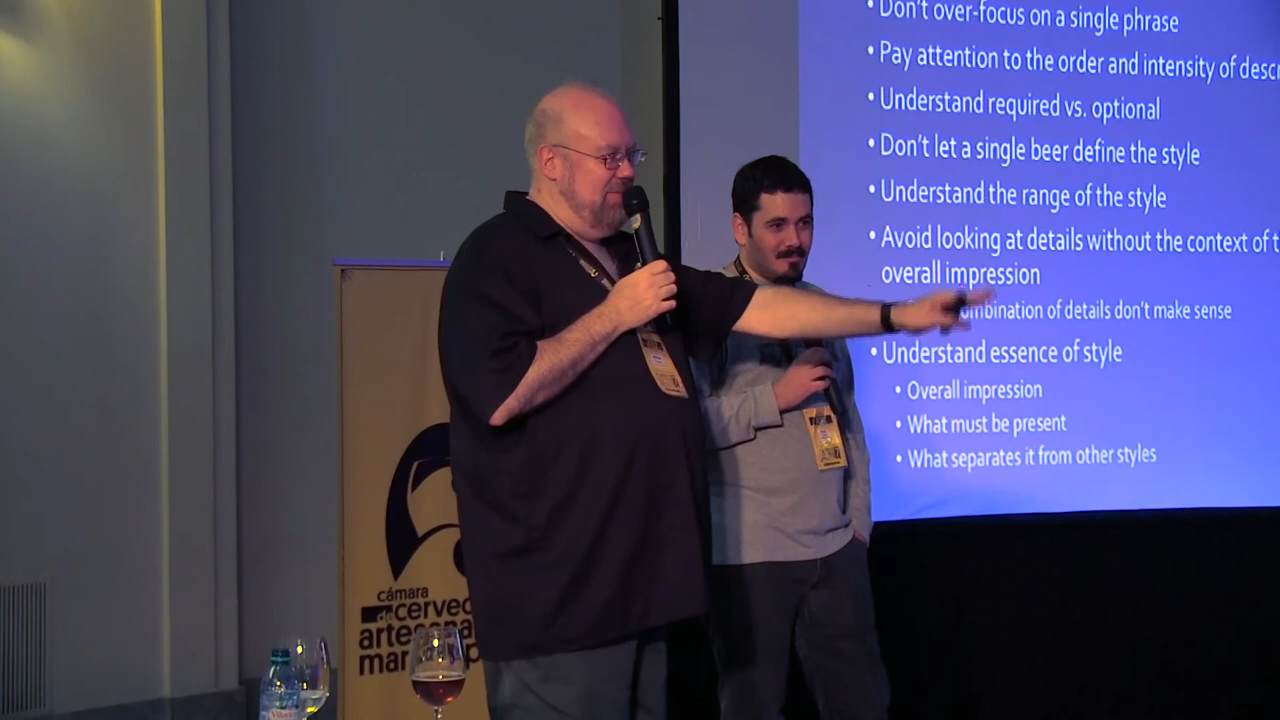 • Don't over-focus on a single phrase
• Pay attention to the order and intensity of descr
• Understand required vs. optional
• Don't let a single beer define the style
• Understand the range of the style
• Avoid looking at details without the context of t
overall impression
ombination of details don't make sense
• Understand essence of style
• Overall impression
• What must be present
• What separates it from other styles
cámara
de cervec
artesana
mar p